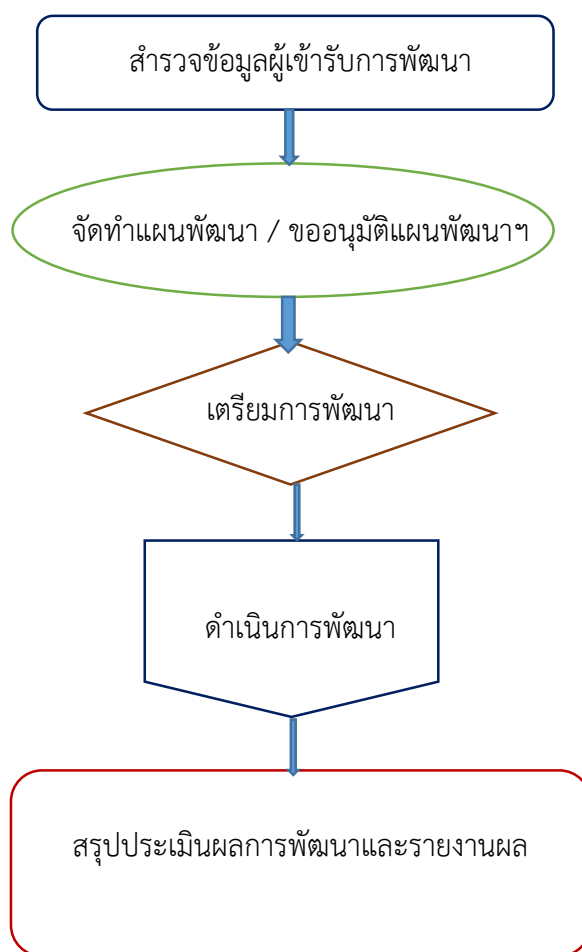 สำรวจข้อมูลผู้เข้ารับการพัฒนา
จัดทำแผนพัฒนา / ขออนุมัติแผนพัฒนาฯ
เตรียมการพัฒนา
ดำเนินการพัฒนา
สรุปประเมินผลการพัฒนาและรายงานผล